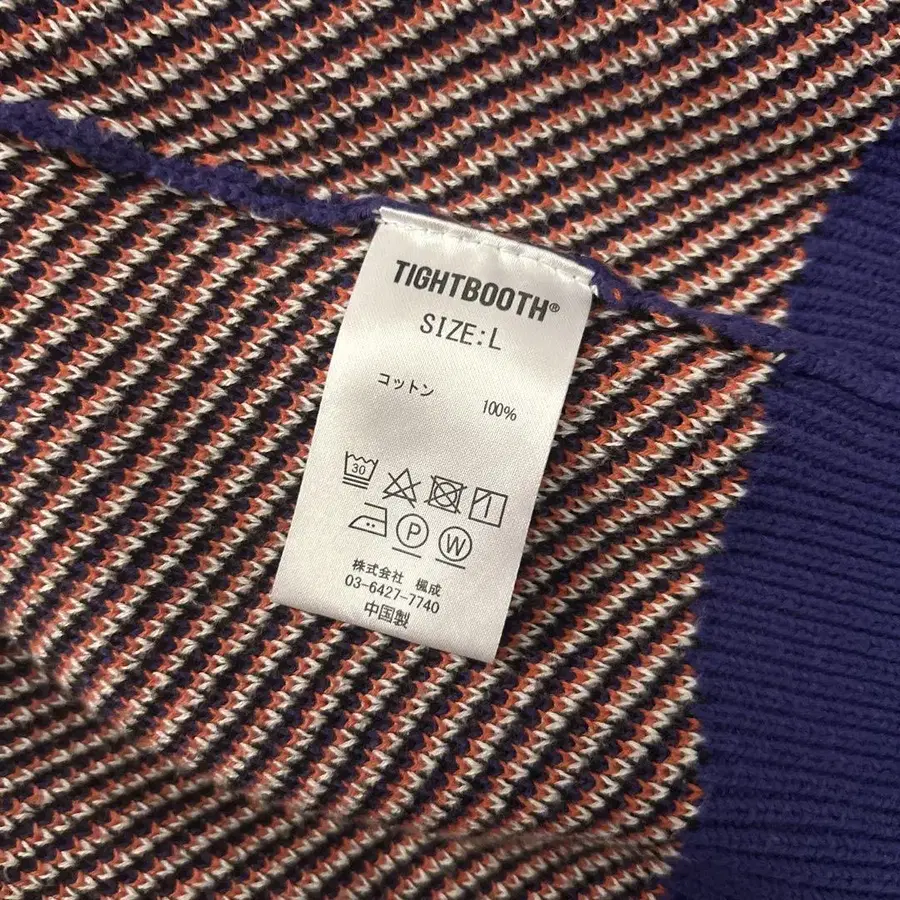 TIGHTBOOTH®
SIZE:L
コットン 100%
30
P W
株式会社 楓成
03-6427-7740
中国製